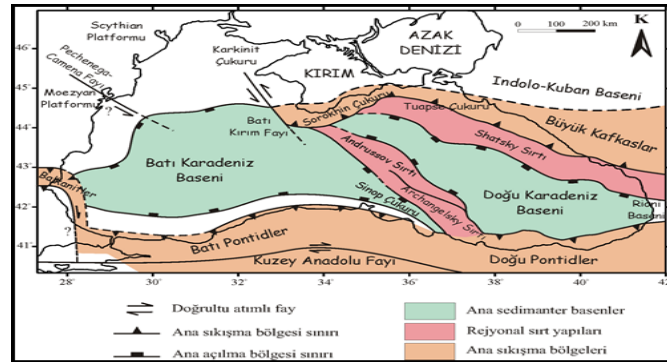 Scythian
Platformu
Karkinit
Çukuru
AZAK
DENİZİ
0 100 200 km
K
46
Pechenega-
Camena Fayı
KIRIM
Indolo-Kuban Baseni
45
Moezyan
Platformu
?
Sorokhin Çukuru
Tuapse Çukuru
Büyük Kafkaslar
44
Batı
Kırım Fayı
Shatsky Sırtı
Andrussov Sırtı
43
Batı Karadeniz
Baseni
Doğu Karadeniz
Baseni
Rioni
Baseni
Balkanitler
Archangelsky Sırtı
42
Sinop Çukuru
?
41
Batı Pontidler
Kuzey Anadolu Fayı
Doğu Pontidler
28° 30° 32° 34° 36° 38° 40° 42
Doğrultu atımlı fay
Ana sıkışma bölgesi sınırı
Ana açılma bölgesi sınırı
Ana sedimanter basenler
Rejyonal sırt yapıları
Ana sıkışma bölgeleri